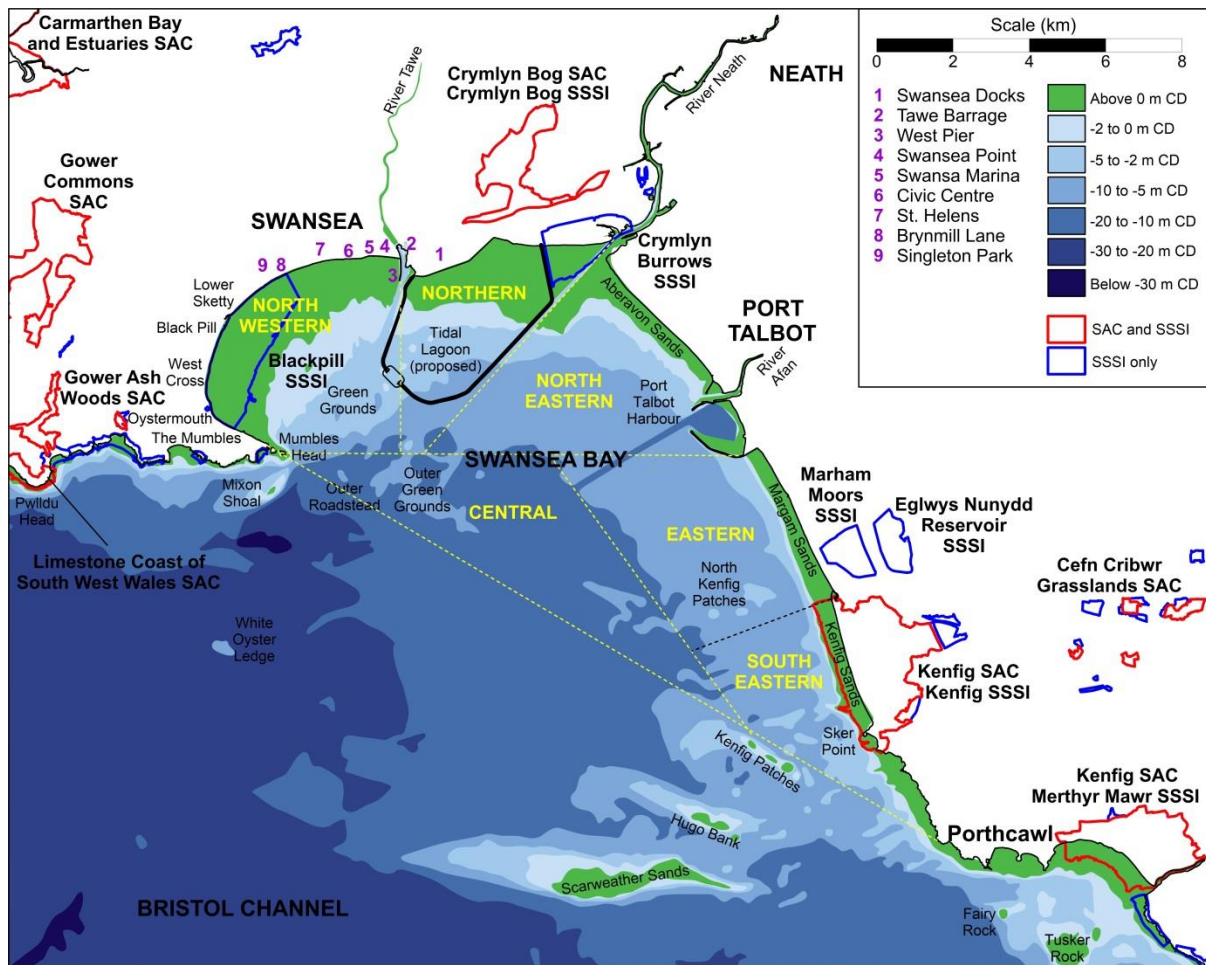 Carmarthen Bay
and Estuaries SAC
River Tawe
Crymlyn Bog SAC
Crymlyn Bog SSSI
NEATH
River Neath
Gower
Commons
SAC
SWANSEA
9 8
7
6
5
4
2
3
1
Crymlyn
Burrows
SSSI
Lower
Sketty
Black Pill
West
Cross
NORTH
WESTERN
NORTHERN
Tidal
Lagoon
(proposed)
Blackpill
SSSI
Green
Grounds
Aberavon Sands
PORT
TALBOT
River
Afan
NORTH
EASTERN
Port
Talbot
Harbour
Gower Ash
Woods SAC
Oystermouth
The Mumbles
Mumbles
Head
SWANSEA BAY
Pwlldu
Head
Mixon
Shoal
Outer
Roadstead
Outer
Green
Grounds
CENTRAL
EASTERN
Margam Sands
Marham
Moors
SSSI
Eglwys Nunydd
Reservoir
SSSI
Cefn Cribwr
Grasslands SAC
Limestone Coast of
South West Wales SAC
North
Kenfig
Patches
White
Oyster
Ledge
SOUTH
EASTERN
Kenfig Sands
Kenfig SAC
Kenfig SSSI
Sker
Point
Kenfig Patches
Hugo Bank
Scarweather Sands
Kenfig SAC
Merthyr Mawr SSSI
Porthcawl
BRISTOL CHANNEL
Fairy
Rock
Tusker
Rock
Scale (km)
0 2 4 6 8
1 Swansea Docks
2 Tawe Barrage
3 West Pier
4 Swansea Point
5 Swansa Marina
6 Civic Centre
7 St. Helens
8 Brynmill Lane
9 Singleton Park
Above 0 m CD
-2 to 0 m CD
-5 to -2 m CD
-10 to -5 m CD
-20 to -10 m CD
-30 to -20 m CD
Below -30 m CD
SAC and SSSI
SSSI only